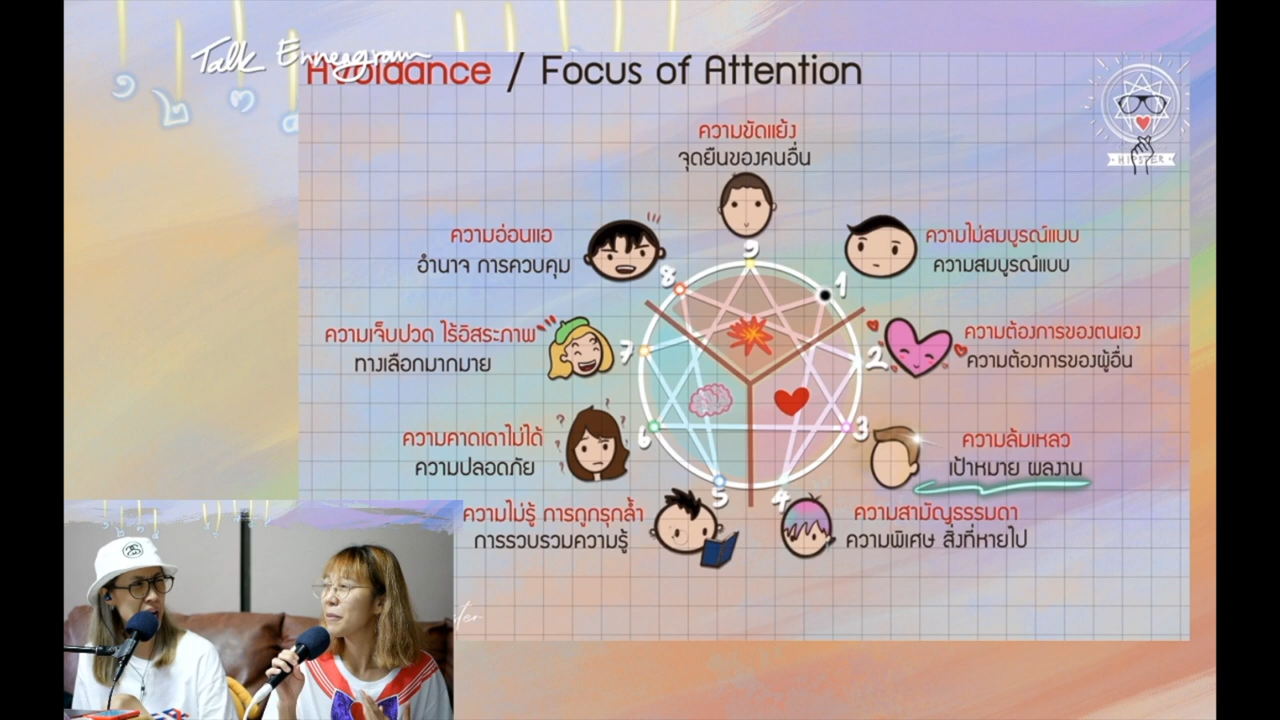 Talk Enneagram
Avoidance / Focus of Attention
๑
๒
๓
HIPSTER
ความขัดแย้ง
จุดยืนของคนอื่น
9
ความอ่อนแอ
อำนาจ การควบคุม
8
ความไม่สมบูรณ์แบบ
ความสมบูรณ์แบบ
1
ความเจ็บปวด ไร้อิสระภาพ
ทางเลือกมากมาย
7
ความต้องการของตนเอง
ความต้องการของผู้อื่น
2
ความคาดเดาไม่ได้
ความปลอดภัย
6
ความล้มเหลว
เป้าหมาย ผลงาน
3
ความไม่รู้ การถูกรุกล้ำ
การรวบรวมความรู้
5
ความสามัญธรรมดา
ความพิเศษ สิ่งที่หายไป
4